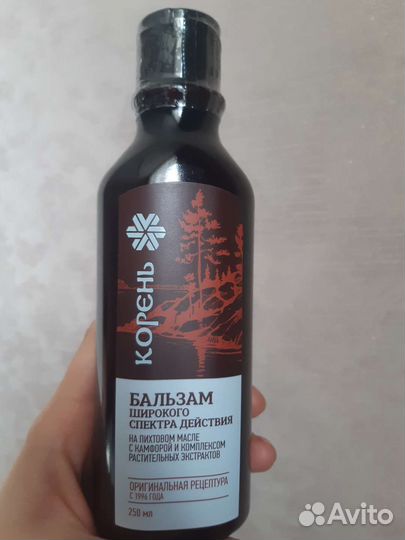 КОРЕНЬ
БАЛЬЗАМ
ШИРОКОГО
СПЕКТРА ДЕЙСТВИЯ
НА ПИХТОВОМ МАСЛЕ
С КАМФОРОЙ И КОМПЛЕКСОМ
РАСТИТЕЛЬНЫХ ЭКСТРАКТОВ
ОРИГИНАЛЬНАЯ РЕЦЕПТУРА
С 1996 ГОДА
250 МЛ
Avito